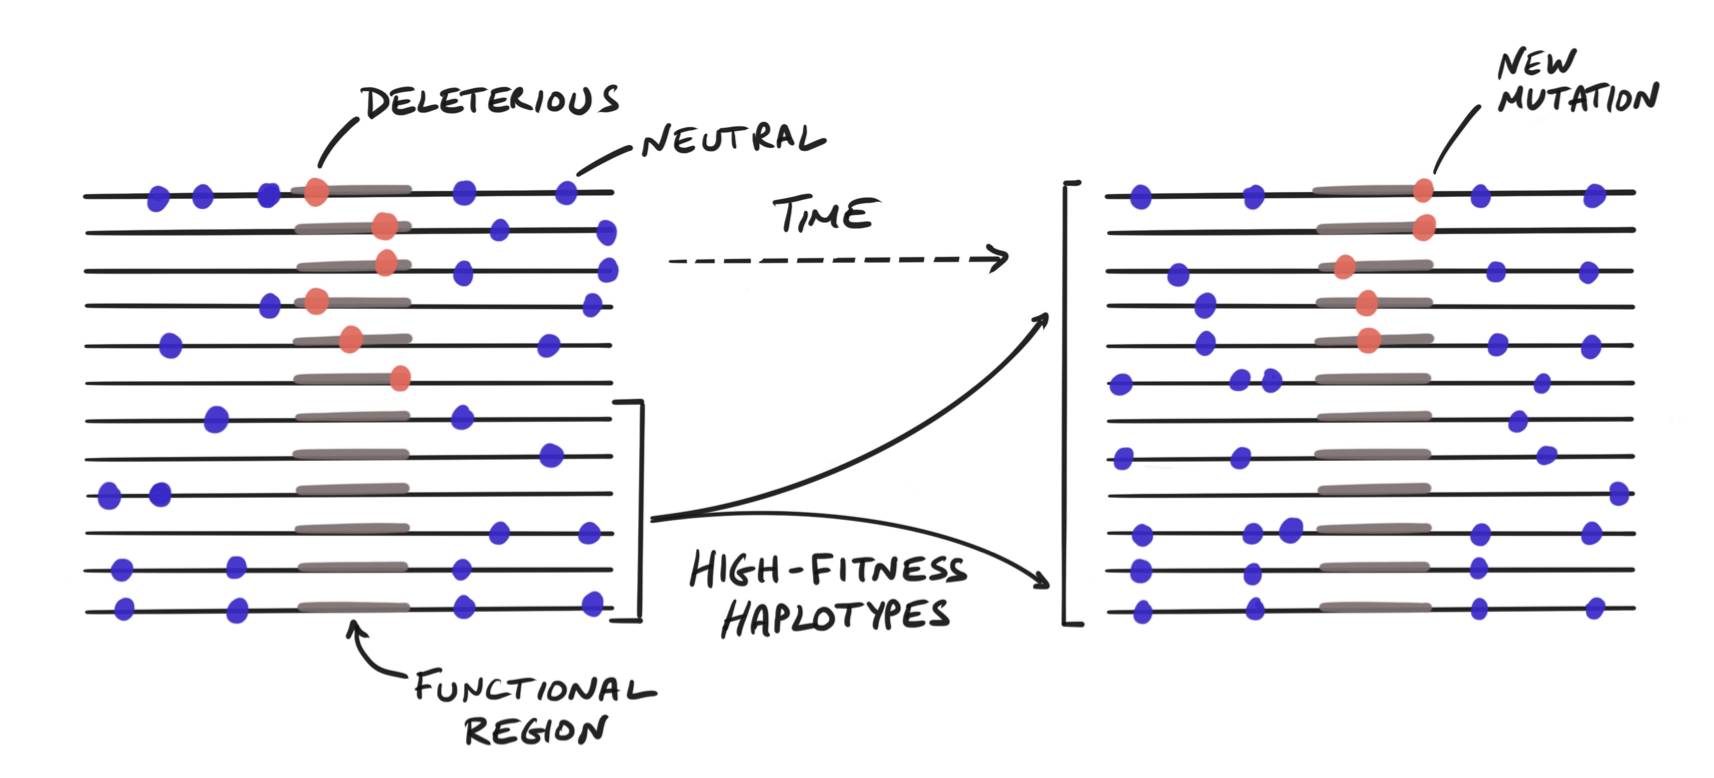 NEW
MUTATION
DELETERIOUS
NEUTRAL
TIME
HIGH-FITNESS
HAPLOTYPES
FUNCTIONAL
REGION